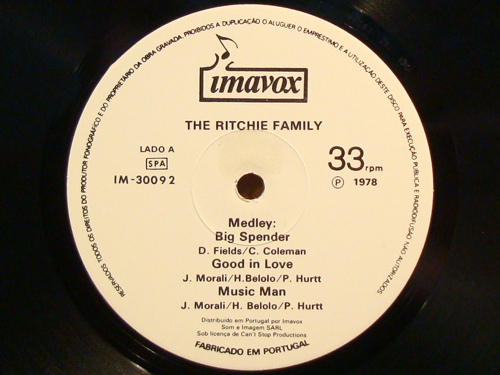 RESERVADOS TODOS OS DIREITOS DO PRODUTOR FONOGRÁFICO E DO PROPRIETÁRIO DA OBRA GRAVADA, PROIBIDOS A DUPLICAÇÃO O ALUGUER O EMPRESTIMO E A UTILIZAÇÃO DESTE DISCO PARA EXECUÇÃO PUBLICA E RADIODIFUSÃO NÃO AUTORIZADOS
imavox
THE RITCHIE FAMILY
LADO A
SPA
IM-30092
33 rpm
Ⓟ 1978
Medley:
Big Spender
D. Fields/C. Coleman
Good in Love
J. Morali/H.Belolo/P. Hurtt
Music Man
J. Morali/H. Belolo/P. Hurtt
Distribuido em Portugal por Imavox
Som e Imagem SARL
Sob licença de Can't Stop Productions
FABRICADO EM PORTUGAL